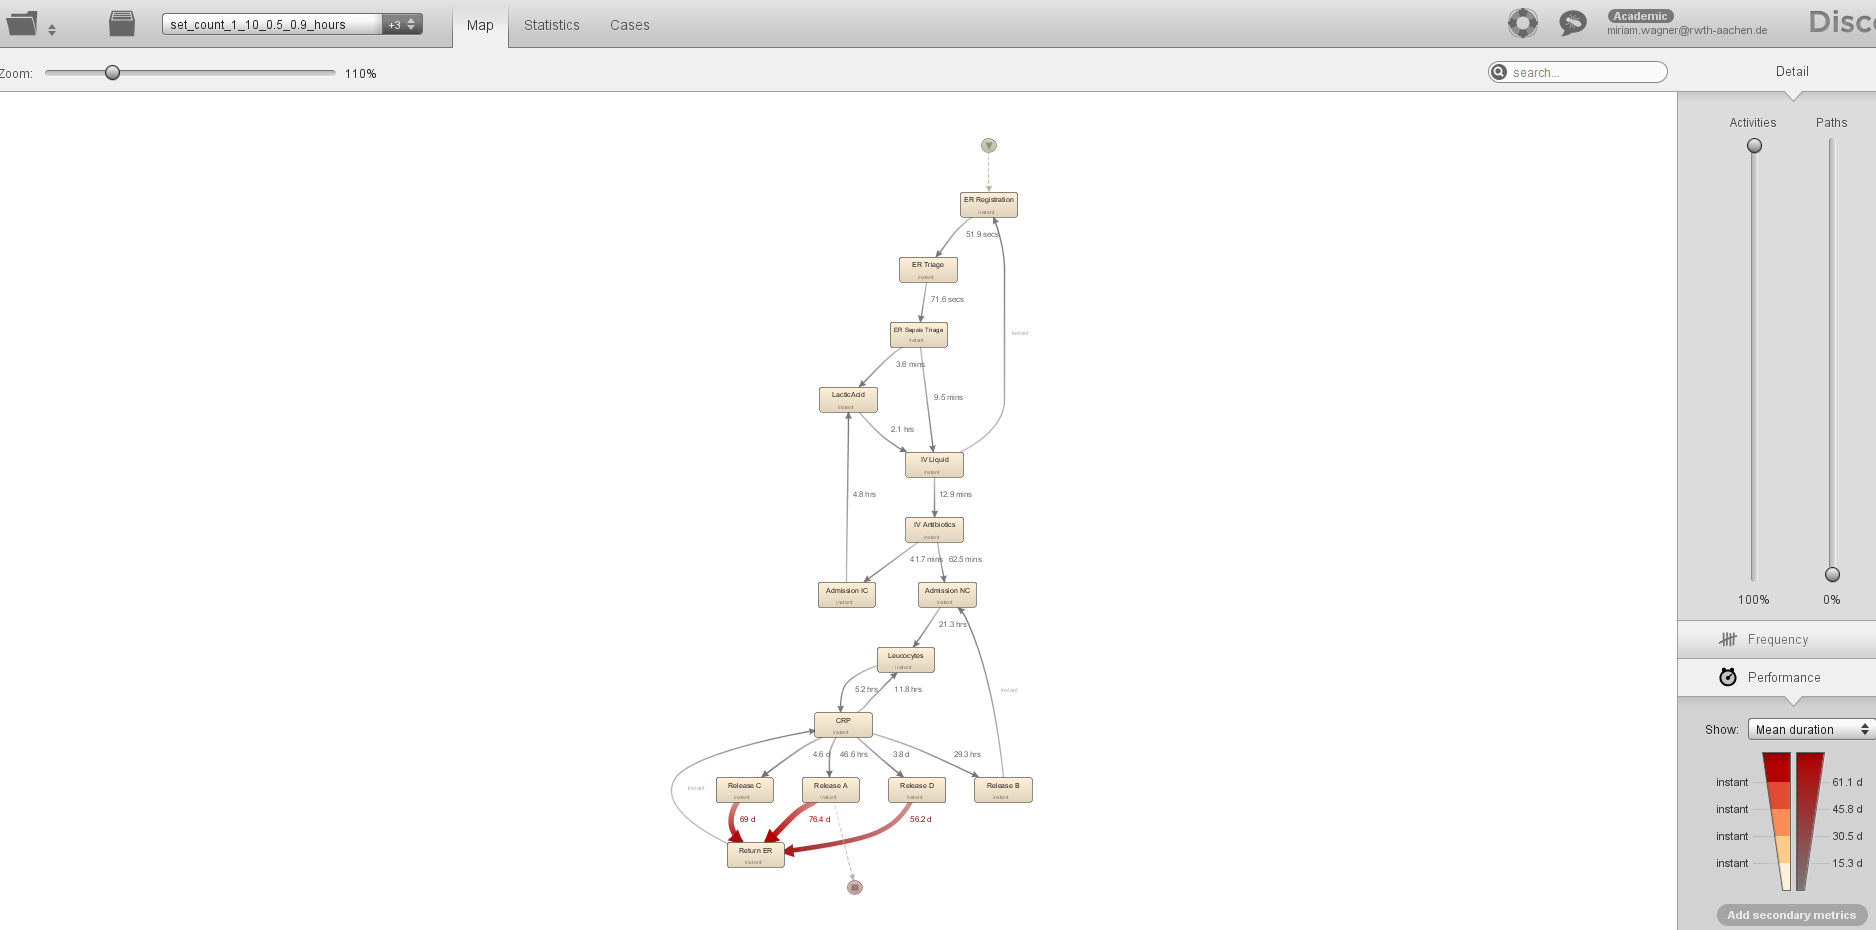 set_count_1_10_0.5_0.9_hours +3
Map Statistics Cases
Academic
miriam.wagner@rwth-aachen.de
Zoom: 110%
search...
Detail
Activities Paths
ER Registration
instant
51.9 secs
ER Triage
instant
71.6 secs
ER Sepsis Triage
instant
instant
3.6 mins
LacticAcid
instant
9.5 mins
2.1 hrs
IV Liquid
instant
4.8 hrs
12.9 mins
IV Antibiotics
instant
41.7 mins 62.5 mins
Admission IC
instant
Admission NC
instant
21.3 hrs
Leucocytes
instant
5.2 hrs 11.8 hrs
instant
CRP
instant
4.6 d 46.6 hrs 3.8 d 29.3 hrs
instant
Release C
instant
Release A
instant
Release D
instant
Release B
instant
69 d 76.4 d 56.2 d
Return ER
instant
100% 0%
Frequency
Performance
Show: Mean duration
instant 61.1 d
instant 45.8 d
instant 30.5 d
instant 15.3 d
Add secondary metrics